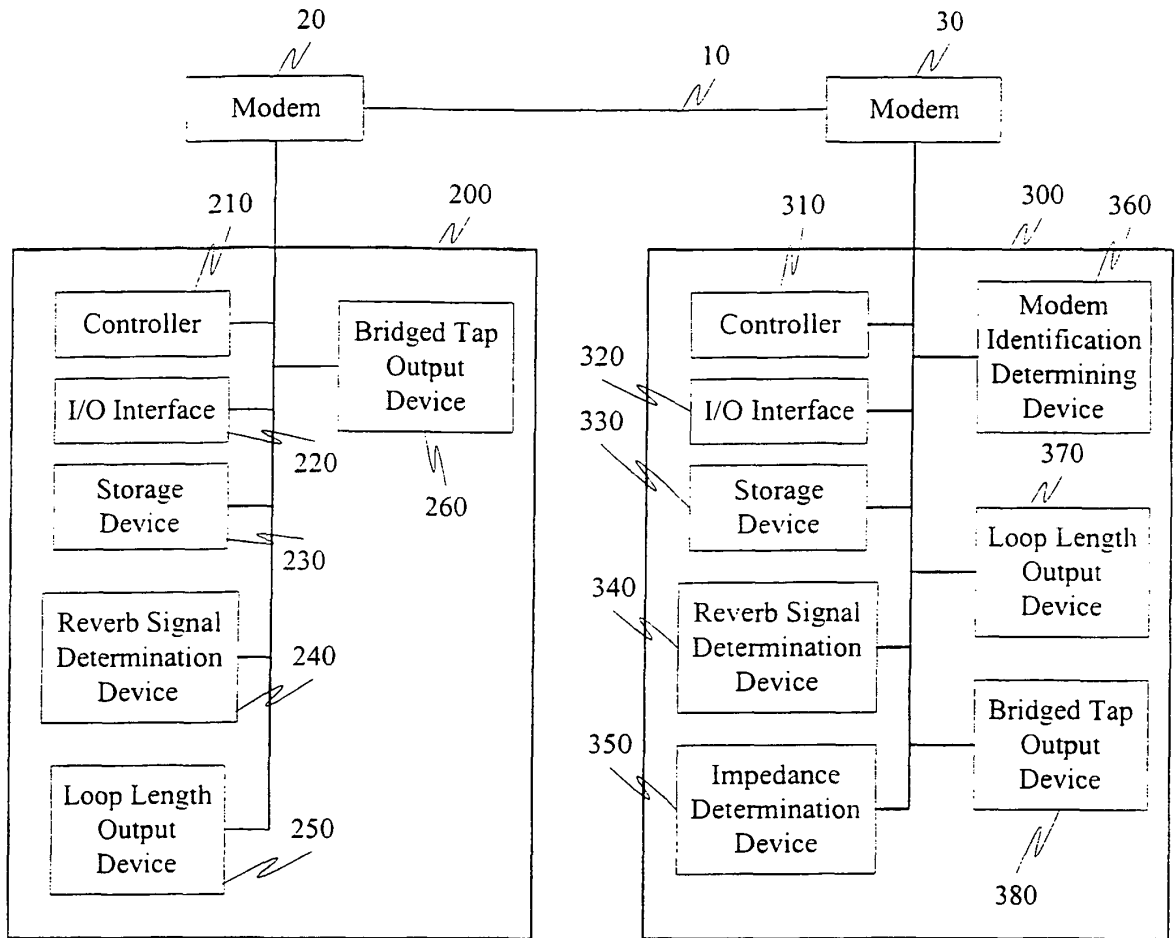 20
30
10
Modem
Modem
210
200
310
300
360
Controller
Bridged Tap
Output
Device
I/O Interface
220
260
Storage
Device
230
Reverb Signal
Determination
Device
240
Loop Length
Output
Device
250
Controller
Modem
Identification
Determining
Device
320
I/O Interface
330
370
Storage
Device
Loop Length
Output
Device
340
Reverb Signal
Determination
Device
Bridged Tap
Output
Device
350
Impedance
Determination
Device
380